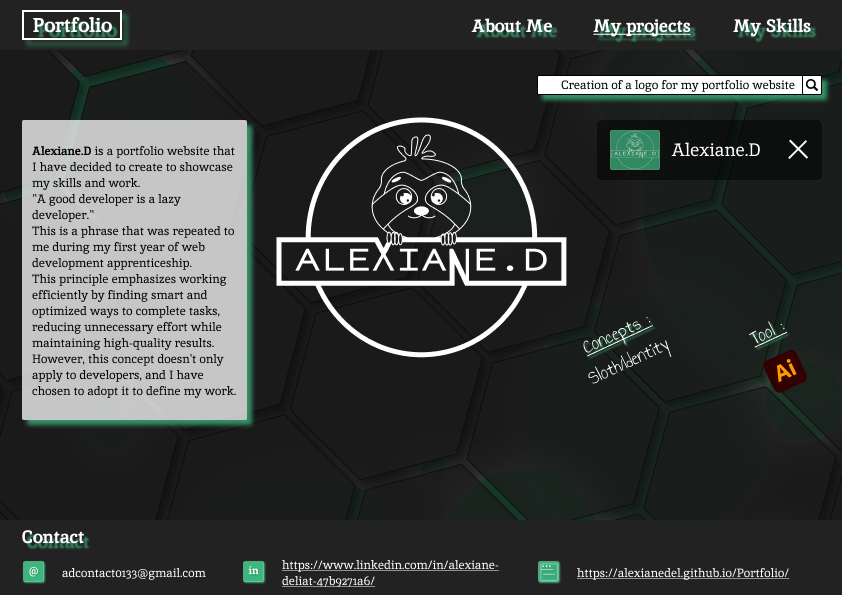 Portfolio
About Me
My projects
My Skills
Creation of a logo for my portfolio website
Alexiane.D is a portfolio website that
I have decided to create to showcase
my skills and work.
"A good developer is a lazy
developer."
This is a phrase that was repeated to
me during my first year of web
development apprenticeship.
This principle emphasizes working
efficiently by finding smart and
optimized ways to complete tasks,
reducing unnecessary effort while
maintaining high-quality results.
However, this concept doesn't only
apply to developers, and I have
chosen to adopt it to define my work.
ALEXIANE.D
ALEXIANE.D
Alexiane.D
Concepts :
Sloth/Identity
Tool :
Ai
Contact
@
adcontact0133@gmail.com
in
https://www.linkedin.com/in/alexiane-
deliat-47b9271a6/
https://alexianedel.github.io/Portfolio/